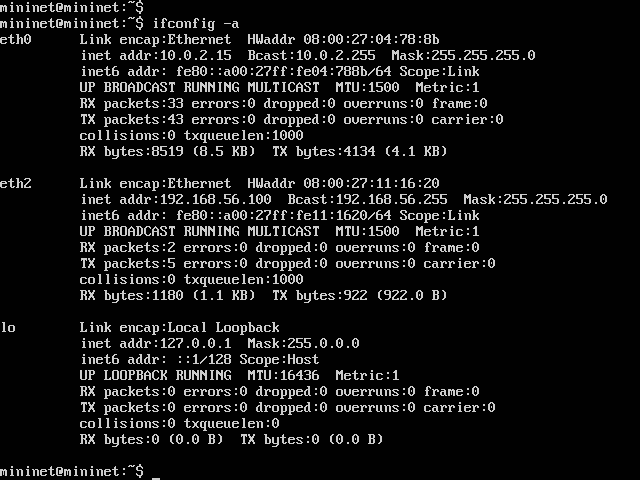 mininet@mininet:~$
mininet@mininet:~$ ifconfig -a
eth0      Link encap:Ethernet  HWaddr 08:00:27:04:78:8b
          inet addr:10.0.2.15  Bcast:10.0.2.255  Mask:255.255.255.0
          inet6 addr: fe80::a00:27ff:fe04:788b/64 Scope:Link
          UP BROADCAST RUNNING MULTICAST  MTU:1500  Metric:1
          RX packets:33 errors:0 dropped:0 overruns:0 frame:0
          TX packets:43 errors:0 dropped:0 overruns:0 carrier:0
          collisions:0 txqueuelen:1000
          RX bytes:8519 (8.5 KB)  TX bytes:4134 (4.1 KB)

eth2      Link encap:Ethernet  HWaddr 08:00:27:11:16:20
          inet addr:192.168.56.100  Bcast:192.168.56.255  Mask:255.255.255.0
          inet6 addr: fe80::a00:27ff:fe11:1620/64 Scope:Link
          UP BROADCAST RUNNING MULTICAST  MTU:1500  Metric:1
          RX packets:2 errors:0 dropped:0 overruns:0 frame:0
          TX packets:5 errors:0 dropped:0 overruns:0 carrier:0
          collisions:0 txqueuelen:1000
          RX bytes:1180 (1.1 KB)  TX bytes:922 (922.0 B)

lo        Link encap:Local Loopback
          inet addr:127.0.0.1  Mask:255.0.0.0
          inet6 addr: ::1/128 Scope:Host
          UP LOOPBACK RUNNING  MTU:16436  Metric:1
          RX packets:0 errors:0 dropped:0 overruns:0 frame:0
          TX packets:0 errors:0 dropped:0 overruns:0 carrier:0
          collisions:0 txqueuelen:0
          RX bytes:0 (0.0 B)  TX bytes:0 (0.0 B)

mininet@mininet:~$ _